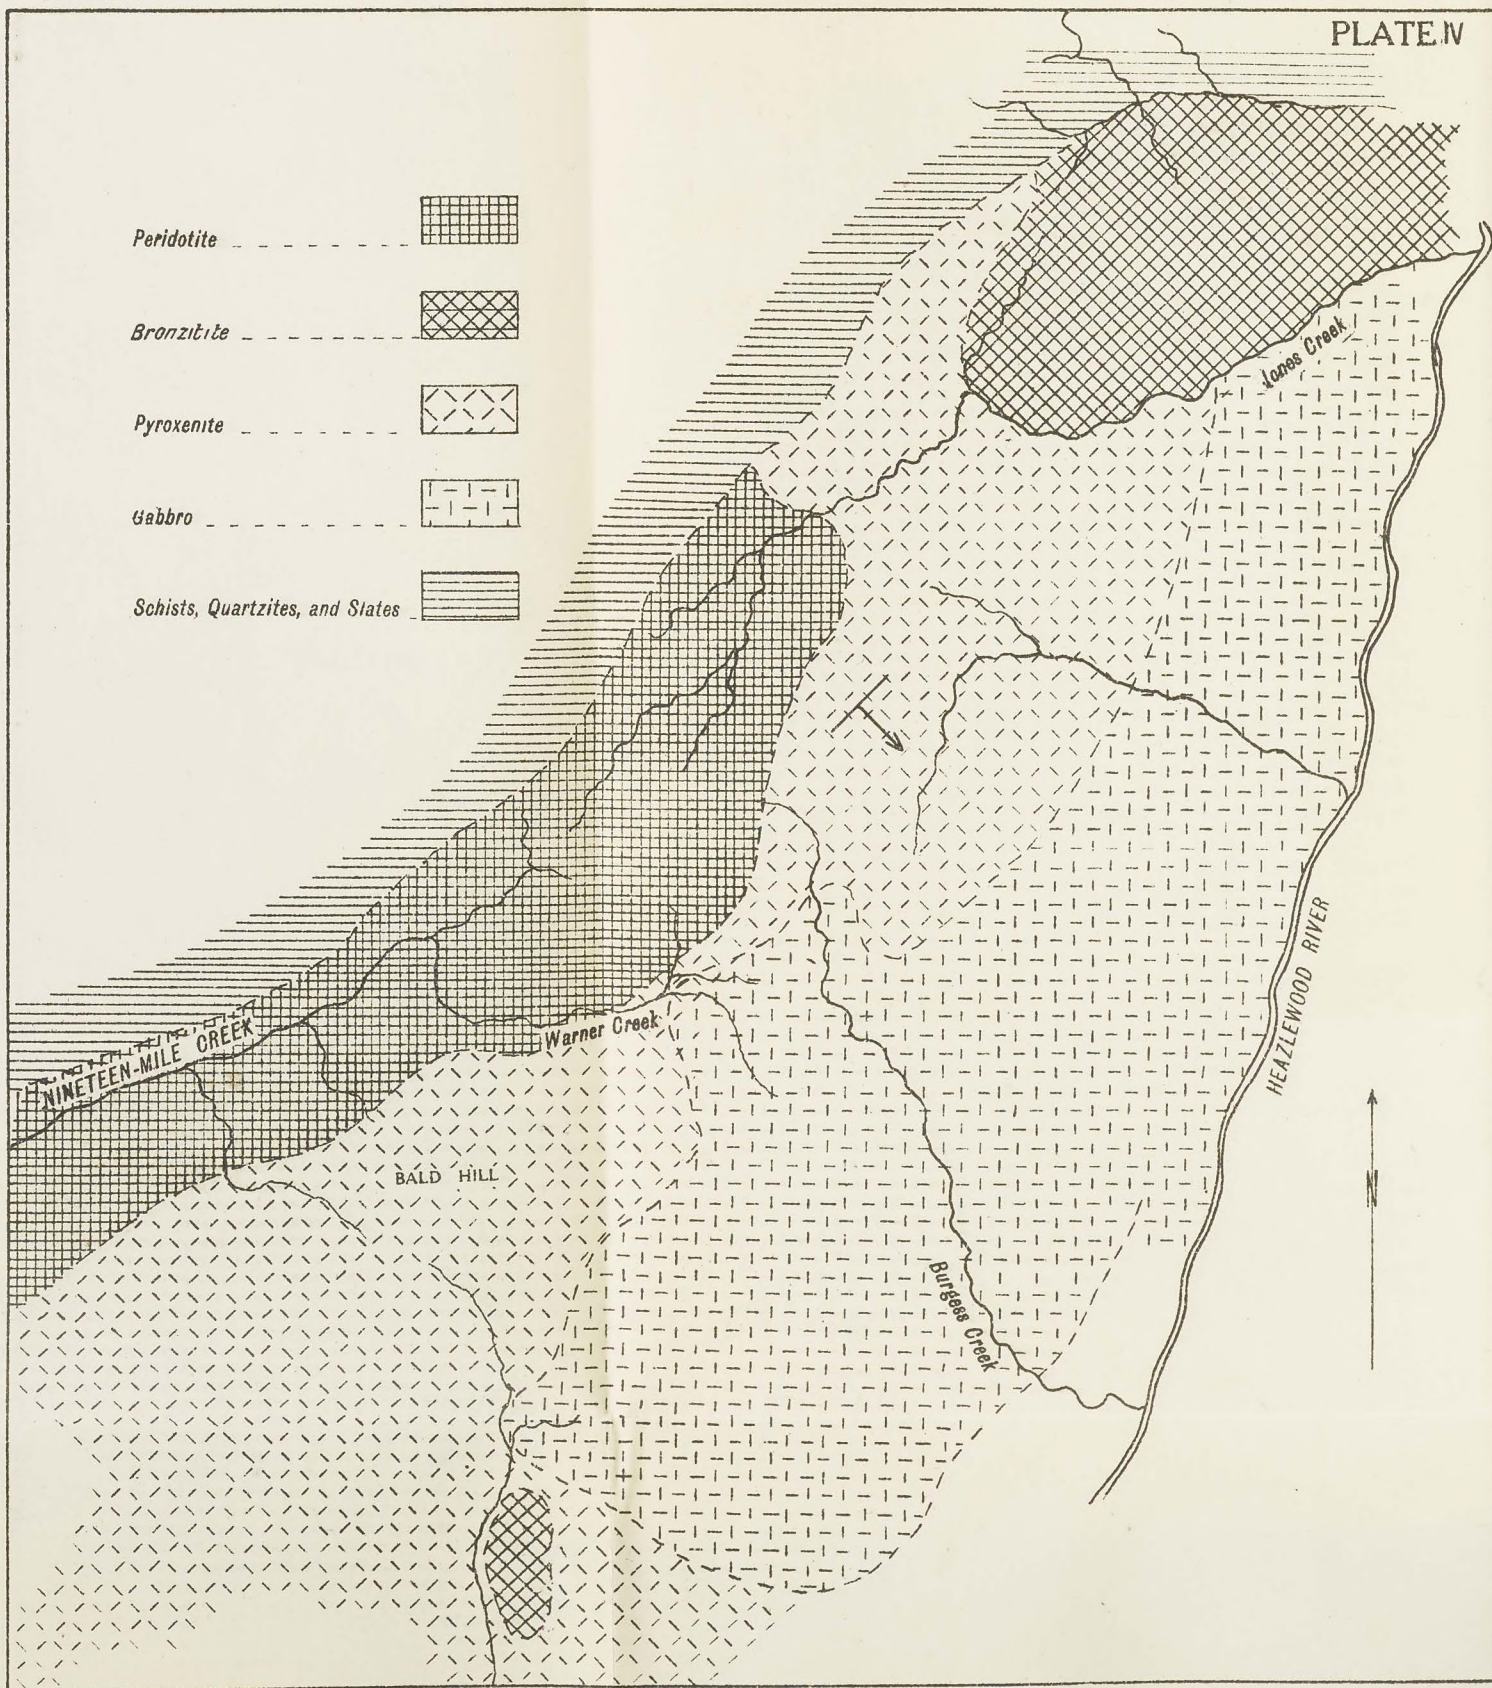 PLATE IV
Peridotite
Bronzitite
Pyroxenite
Gabbro
Schists, Quartzites, and Slates
Jones Creek
NINETEEN-MILE CREEK
Warner Creek
BALD HILL
HEAZLEWOOD RIVER
Burgess Creek
N